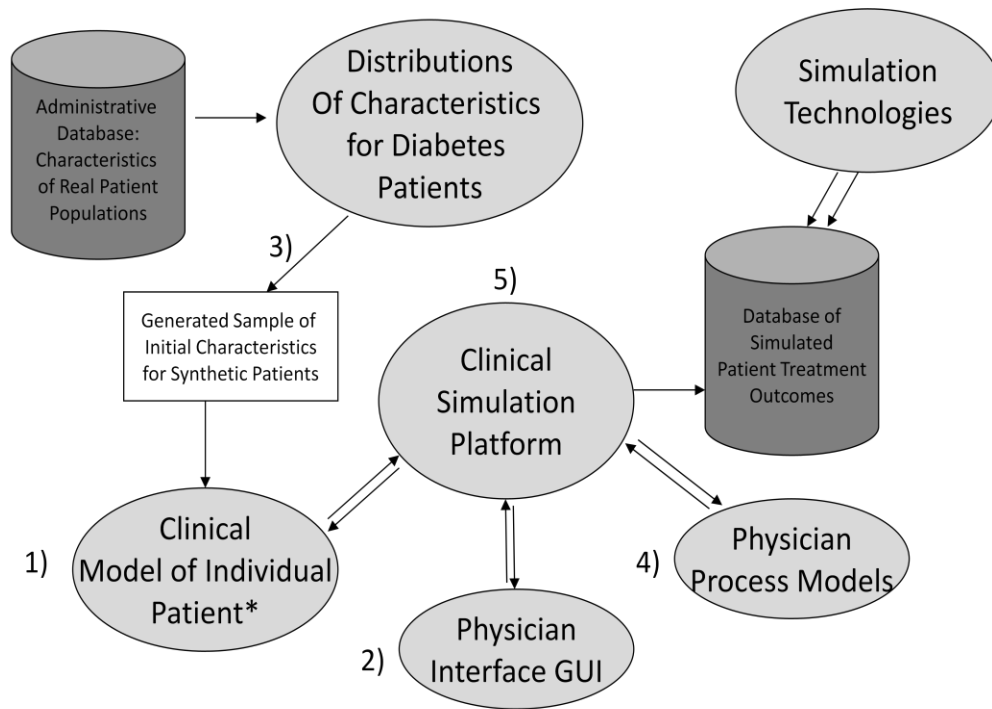 Administrative
Database:
Characteristics
of Real Patient
Populations
Distributions
Of Characteristics
for Diabetes
Patients
Simulation
Technologies
3)
Generated Sample of
Initial Characteristics
for Synthetic Patients
5)
Clinical
Simulation
Platform
Database of
Simulated
Patient Treatment
Outcomes
1)
Clinical
Model of Individual
Patient*
2)
Physician
Interface GUI
4)
Physician
Process Models